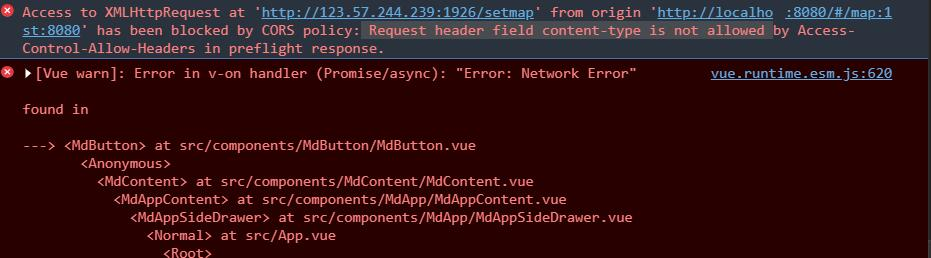 Access to XMLHttpRequest at 'http://123.57.244.239:1926/setmap' from origin 'http://localho :8080/#/map:1
st:8080' has been blocked by CORS policy: Request header field content-type is not allowed by Access-
Control-Allow-Headers in preflight response.
[Vue warn]: Error in v-on handler (Promise/async): "Error: Network Error" vue.runtime.esm.js:620
found in
---> <MdButton> at src/components/MdButton/MdButton.vue
<Anonymous>
<MdContent> at src/components/MdContent/MdContent.vue
<MdAppContent> at src/components/MdApp/MdAppContent.vue
<MdAppSideDrawer> at src/components/MdApp/MdAppSideDrawer.vue
<Normal> at src/App.vue
<Root>